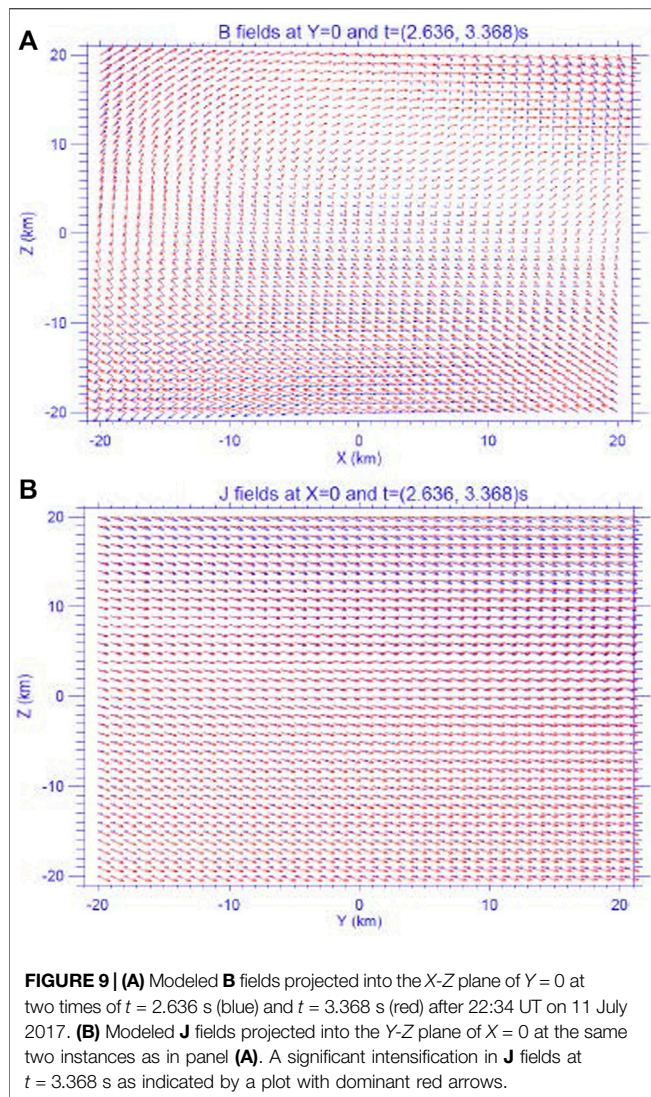 A
B fields at Y=0 and t=(2.636, 3.368)s
20
10
0
-10
-20
Z (km)
-20
-10
0
10
20
X (km)
B
J fields at X=0 and t=(2.636, 3.368)s
20
10
0
-10
-20
Z (km)
-20
-10
0
10
20
Y (km)
FIGURE 9 | (A) Modeled B fields projected into the X-Z plane of Y = 0 at
two times of t = 2.636 s (blue) and t = 3.368 s (red) after 22:34 UT on 11 July
2017. (B) Modeled J fields projected into the Y-Z plane of X = 0 at the same
two instances as in panel (A). A significant intensification in J fields at
t = 3.368 s as indicated by a plot with dominant red arrows.